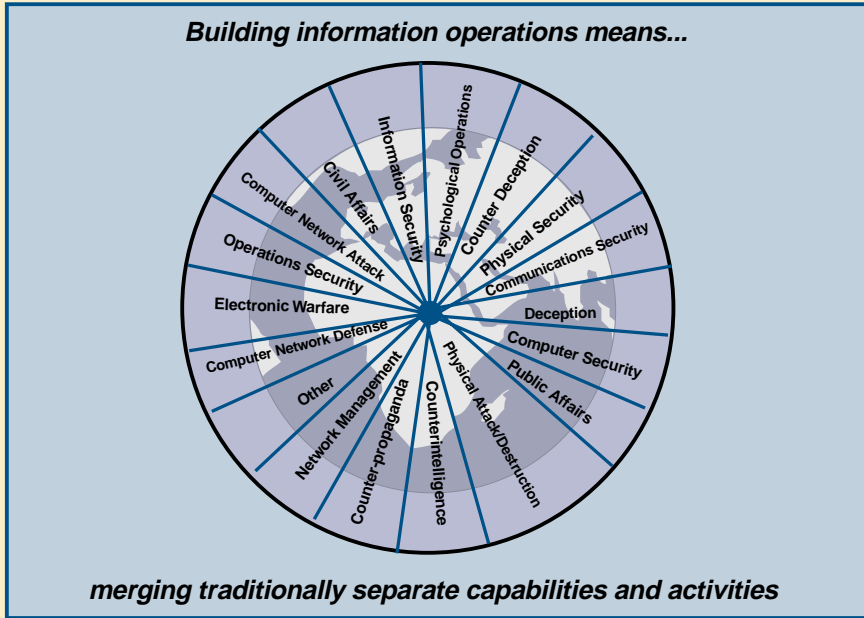 Building information operations means...
Psychological Operations
Counter Deception
Physical Security
Communications Security
Deception
Computer Security
Public Affairs
Physical Attack/Destruction
Counterintelligence
Counter-propaganda
Network Management
Other
Computer Network Defense
Electronic Warfare
Operations Security
Computer Network Attack
Civil Affairs
Information Security
merging traditionally separate capabilities and activities